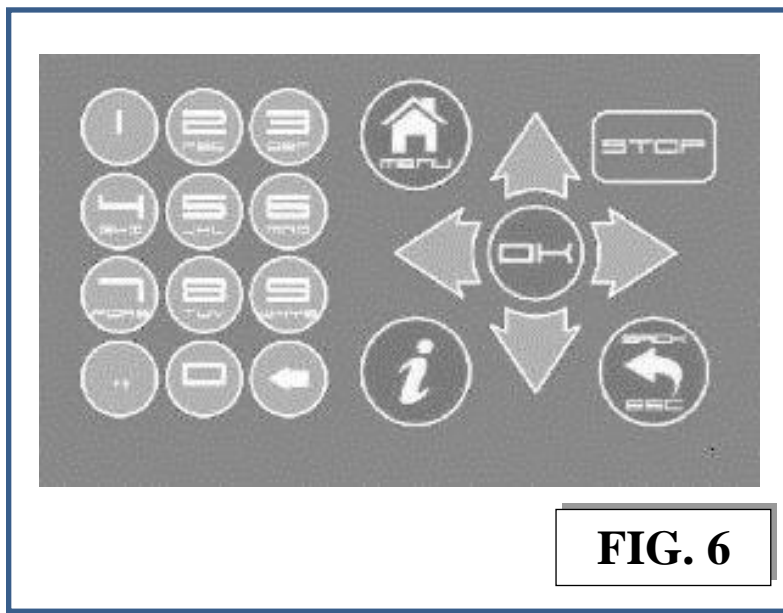 1
2
ABC
3
DEF
menu
STOP
4
GHI
5
JKL
6
MNO
OK
7
PQRS
8
TUV
9
WXYZ
i
BACK
ESC
.,
0
FIG. 6